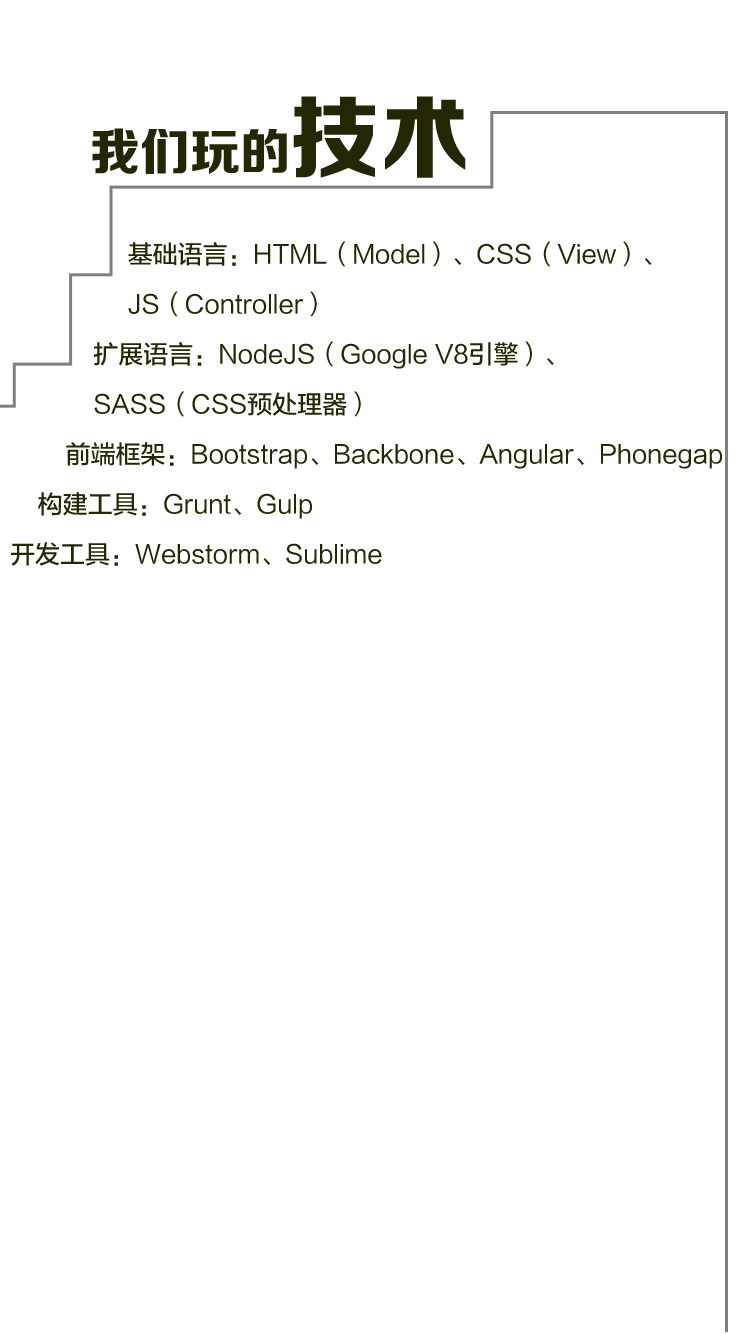 我们玩的技术
基础语言：HTML（Model）、CSS（View）、
JS（Controller）
扩展语言：NodeJS（Google V8引擎）、
SASS（CSS预处理器）
前端框架：Bootstrap、Backbone、Angular、Phonegap
构建工具：Grunt、Gulp
开发工具：Webstorm、Sublime